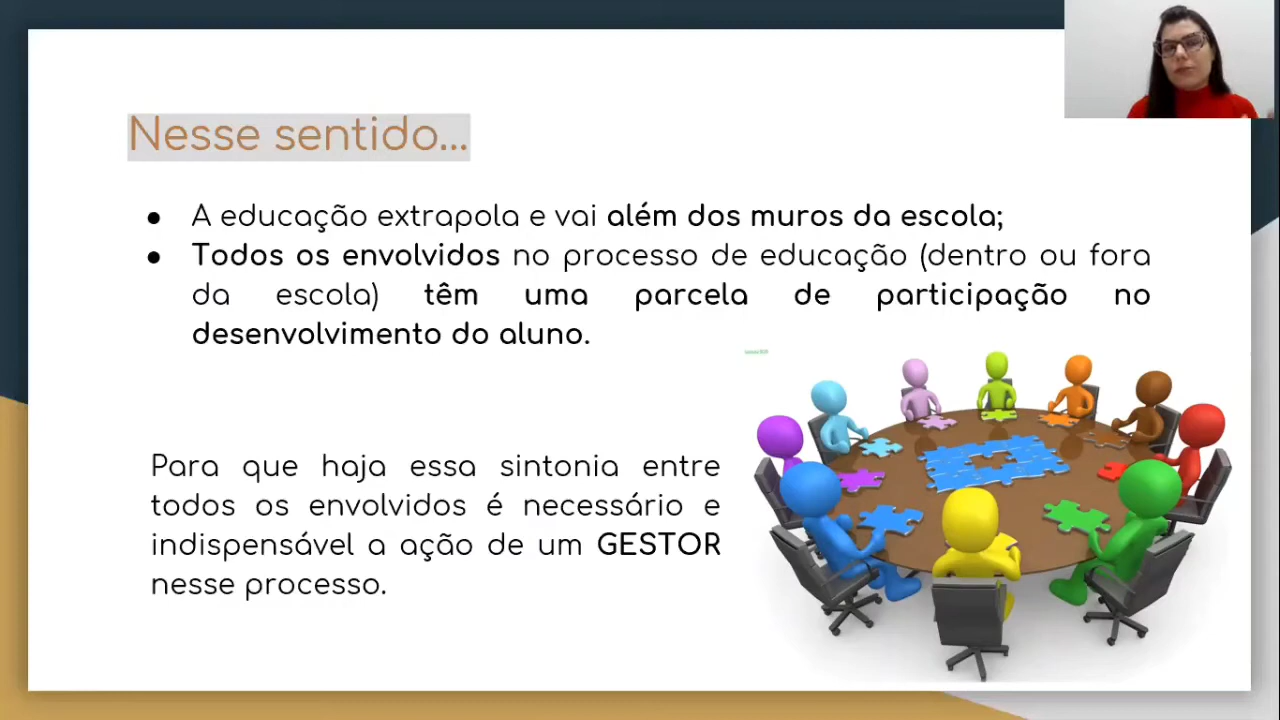 Nesse sentido...
● A educação extrapola e vai além dos muros da escola;
● Todos os envolvidos no processo de educação (dentro ou fora
da escola) têm uma parcela de participação no
desenvolvimento do aluno.
Para que haja essa sintonia entre
todos os envolvidos é necessário e
indispensável a ação de um GESTOR
nesse processo.